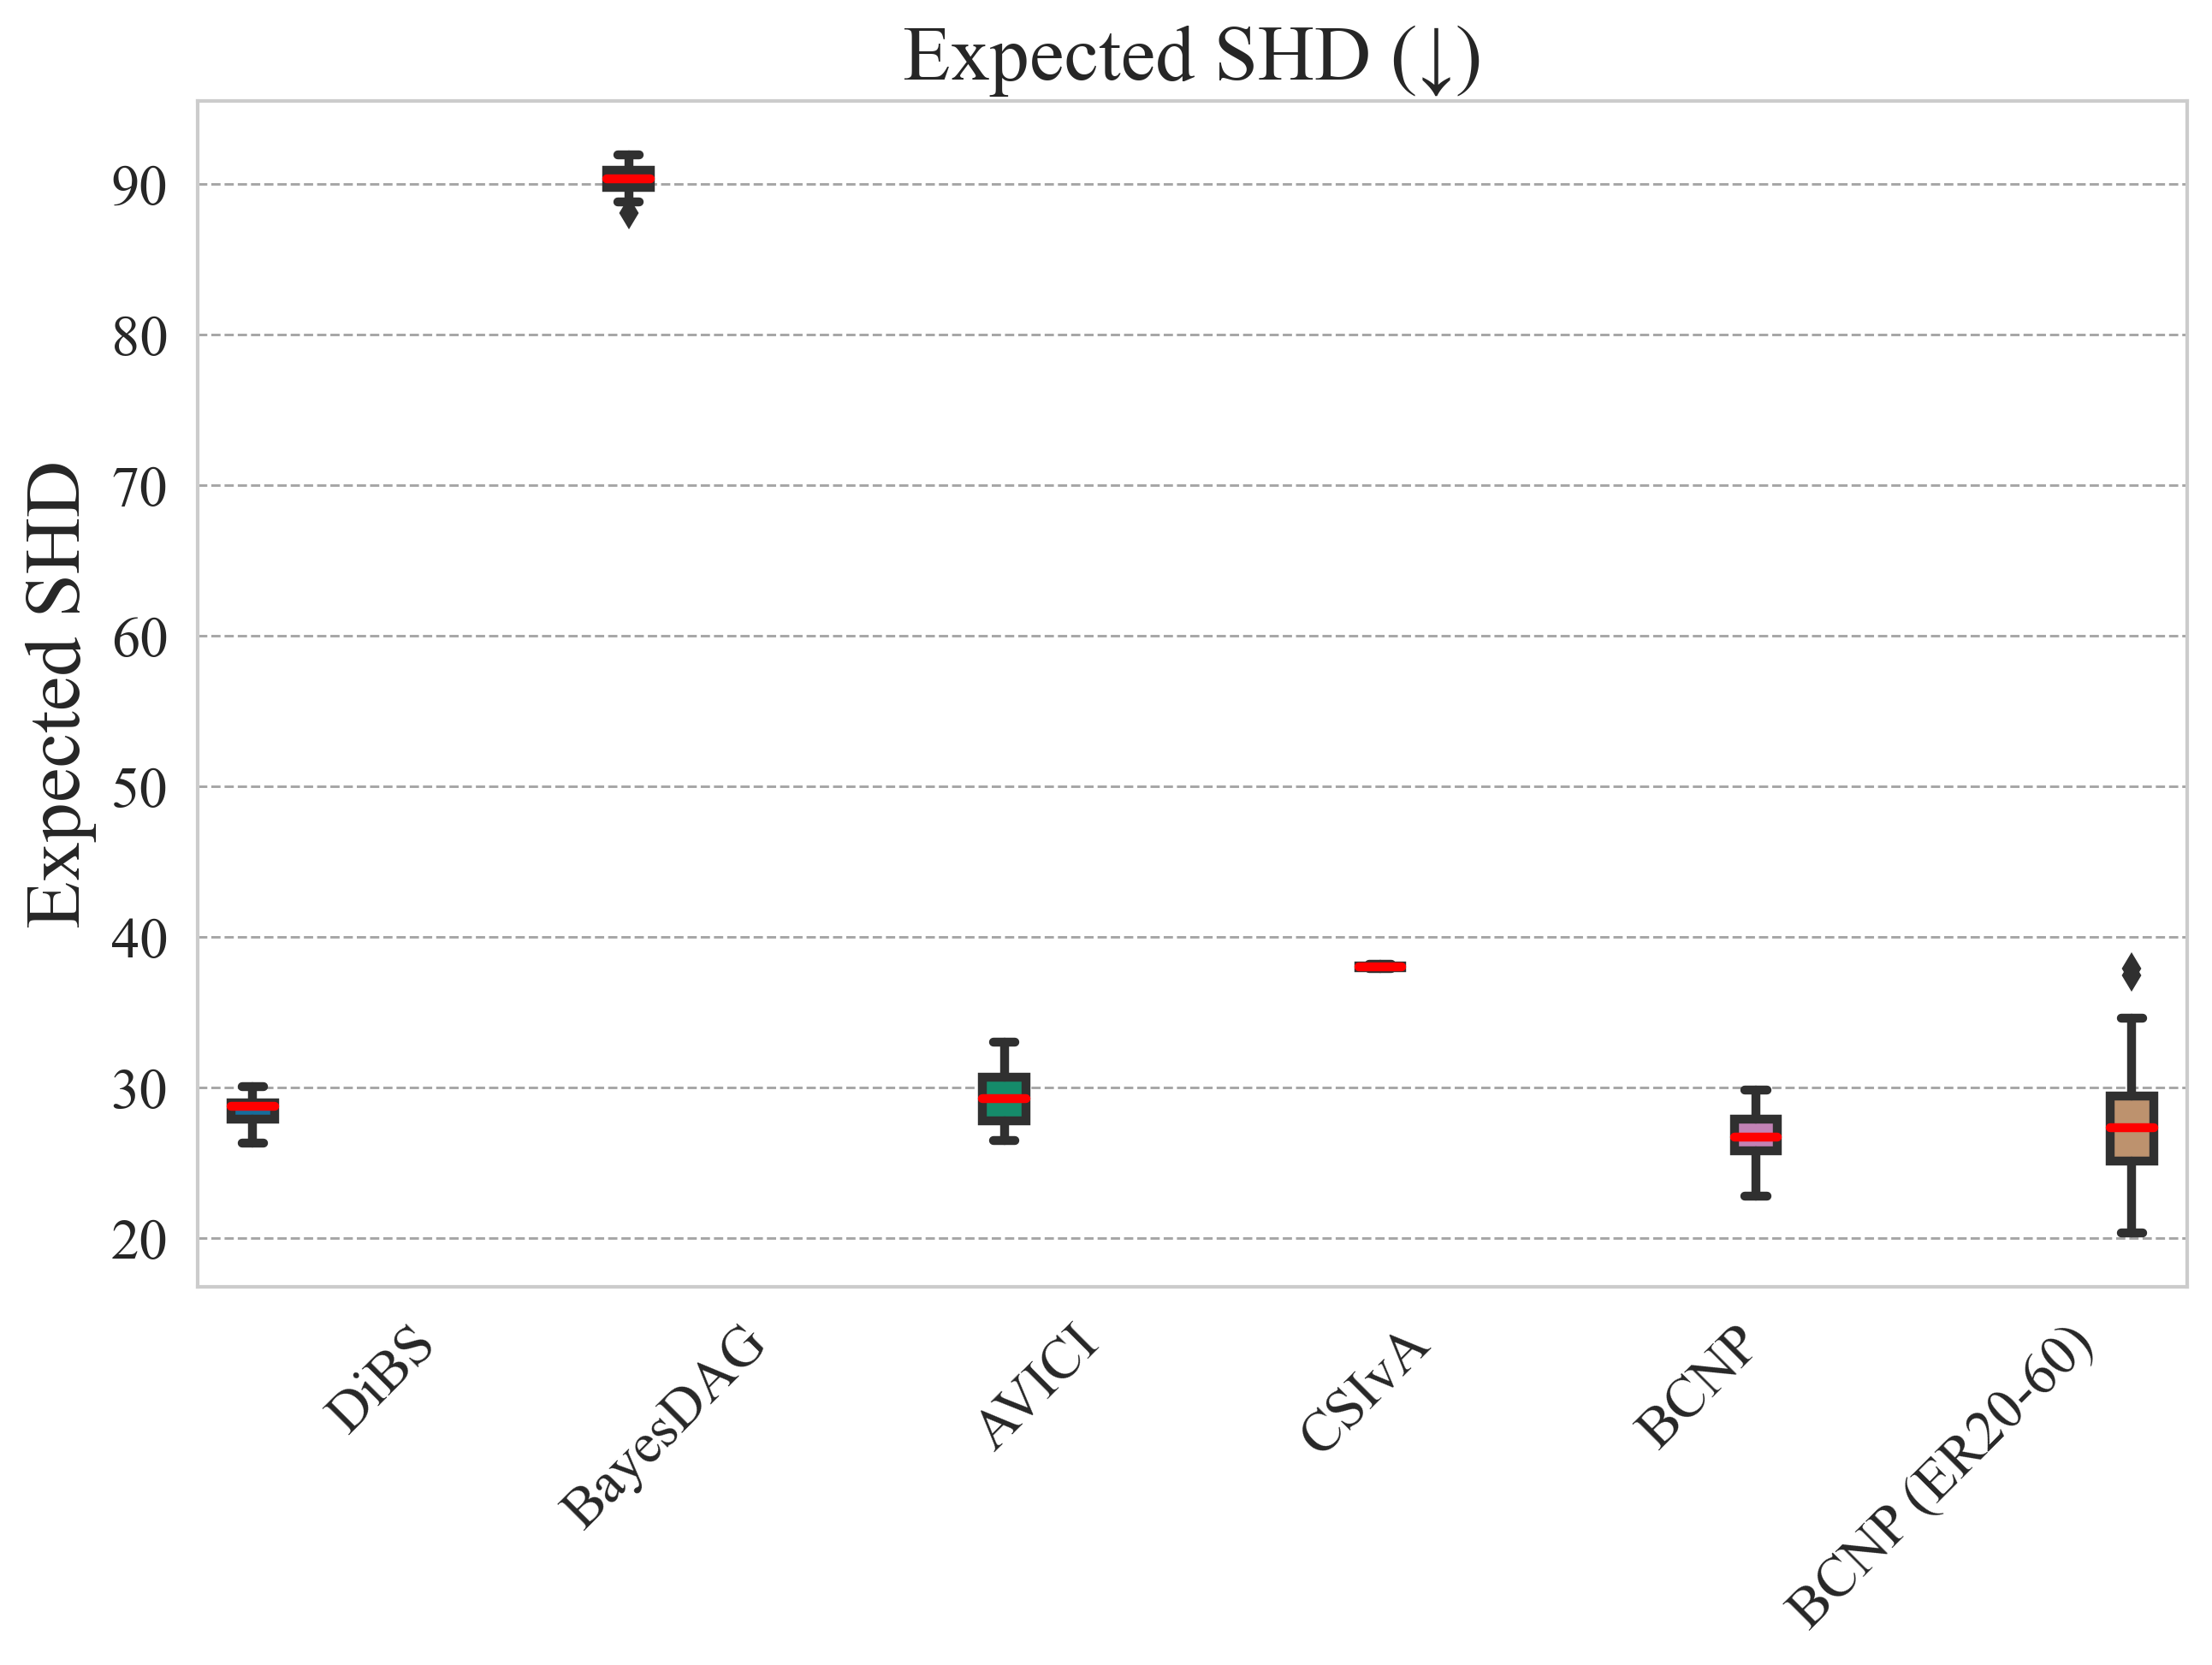 Expected SHD (↓)
Expected SHD
90
80
70
60
50
40
30
20
DiBS
BayesDAG
AVICI
CSIvA
BCNP
BCNP (ER20-60)